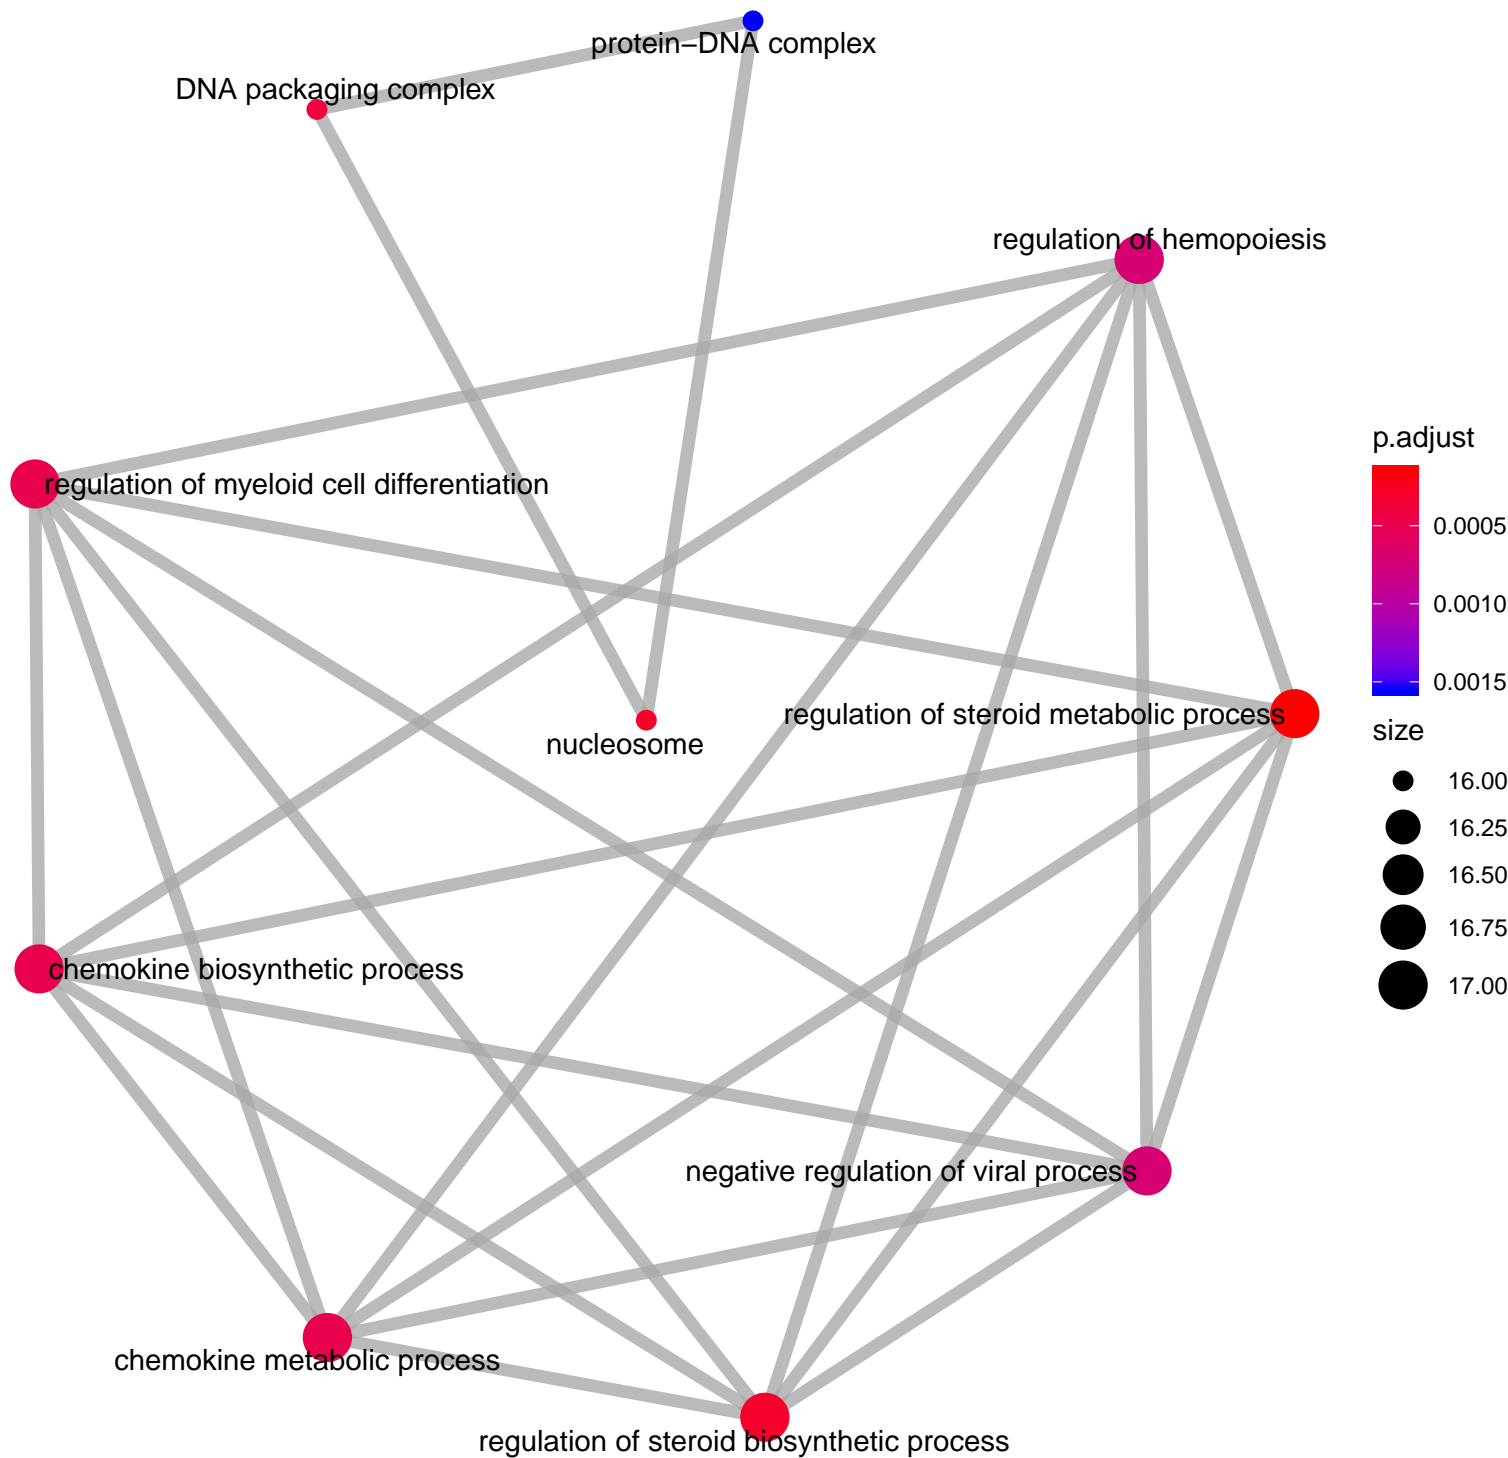 protein−DNA complex
DNA packaging complex
regulation of hemopoiesis
p.adjust
0.0005
0.0010
0.0015
regulation of myeloid cell differentiation
regulation of steroid metabolic process
nucleosome
size
16.00
16.25
16.50
16.75
17.00
chemokine biosynthetic process
negative regulation of viral process
chemokine metabolic process
regulation of steroid biosynthetic process